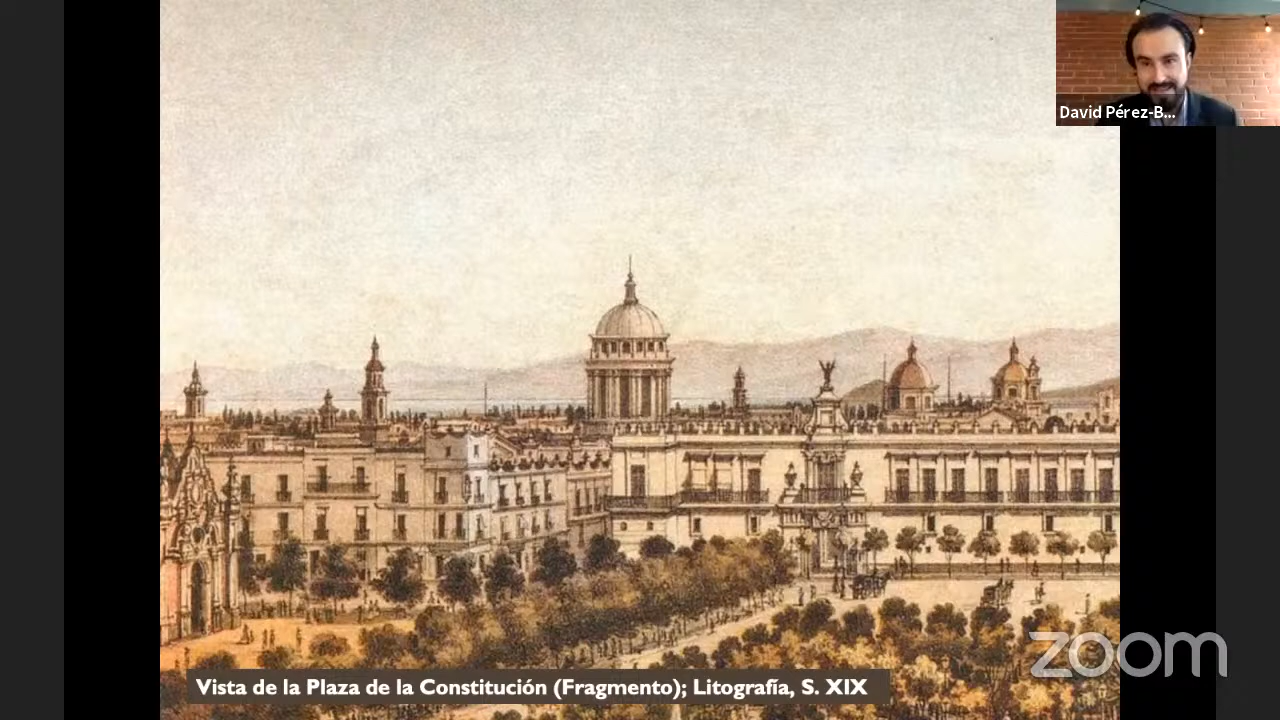 David Pérez-B...
zoom
Vista de la Plaza de la Constitución (Fragmento); Litografía, S. XIX